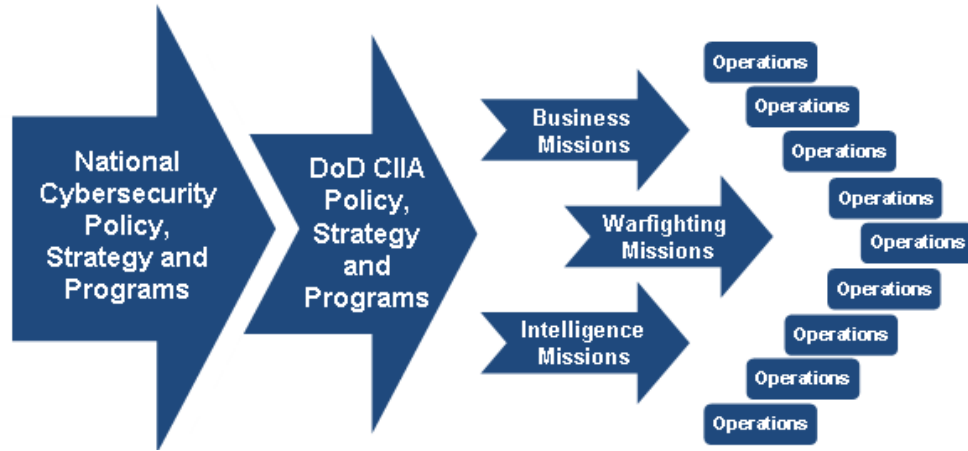 National
Cybersecurity
Policy,
Strategy and
Programs
DoD CIIA
Policy,
Strategy
and
Programs
Business
Missions
Warfighting
Missions
Intelligence
Missions
Operations
Operations
Operations
Operations
Operations
Operations
Operations
Operations
Operations